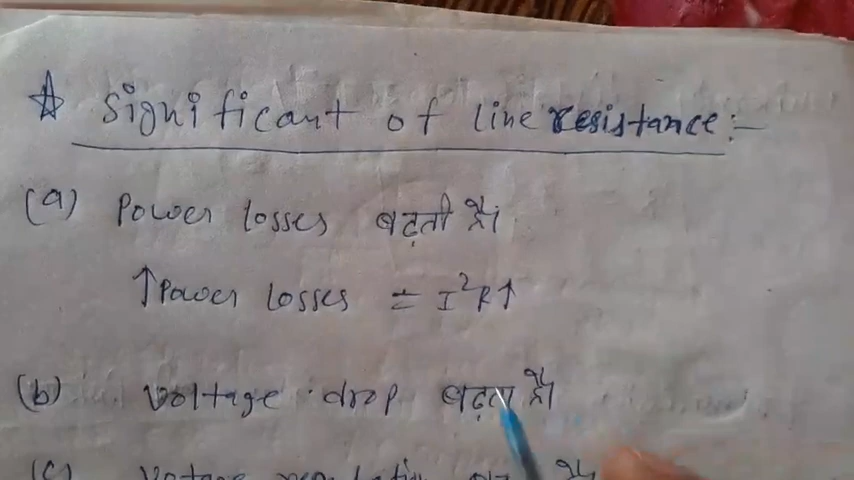 ☆ Significant of line resistance :-
(a) Power losses बढ़ती है।
↑Power losses = I²R↑
(b) voltage drop बढ़ता है।
(c)